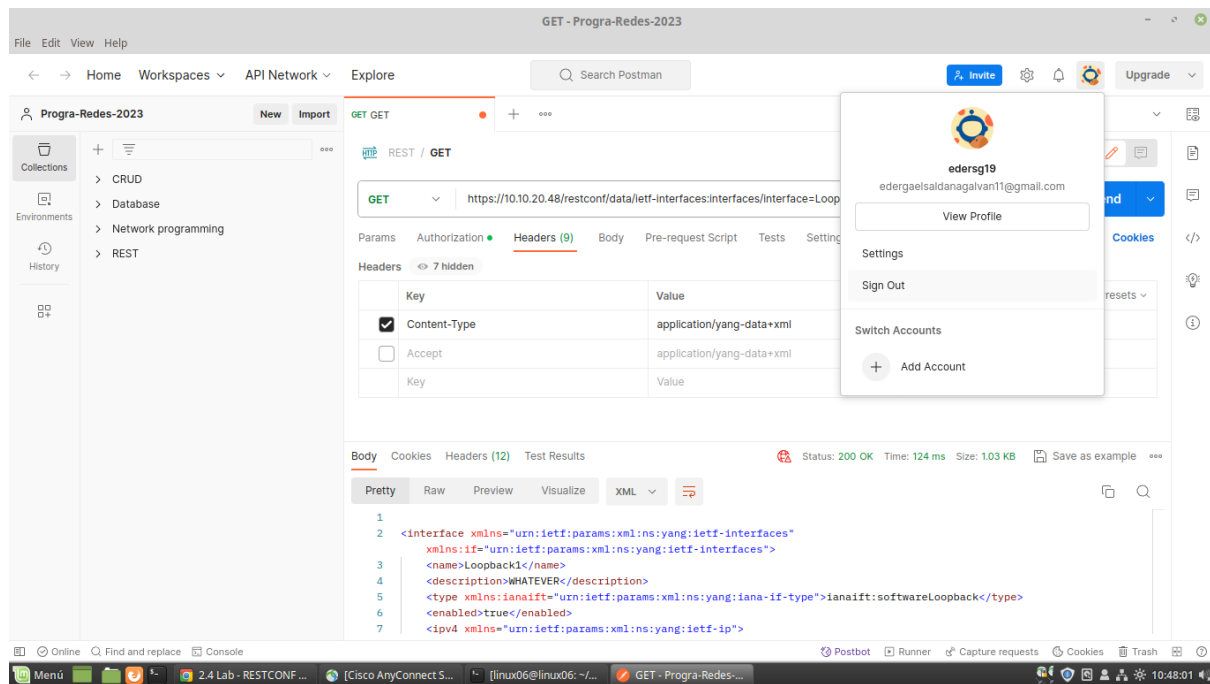 GET - Progra-Redes-2023
File Edit View Help
Home Workspaces API Network Explore
Search Postman
Invite
Upgrade
Progra-Redes-2023
New Import
GET GET
Collections
Environments
History
CRUD
Database
Network programming
REST
HTTP REST / GET
GET
https://10.10.20.48/restconf/data/ietf-interfaces:interfaces/interface=Loop
nd
Params Authorization Headers (9) Body Pre-request Script Tests Setting
Cookies
Headers 7 hidden
resets
Key Value
Content-Type application/yang-data+xml
Accept application/yang-data+xml
Key Value
edersg19
edergaelsaldanagalvan11@gmail.com
View Profile
Settings
Sign Out
Switch Accounts
Add Account
Body Cookies Headers (12) Test Results
Status: 200 OK Time: 124 ms Size: 1.03 KB Save as example
Pretty Raw Preview Visualize XML
1
2 <interface xmlns="urn:ietf:params:xml:ns:yang:ietf-interfaces"
xmlns:if="urn:ietf:params:xml:ns:yang:ietf-interfaces">
3 <name>Loopback1</name>
4 <description>WHATEVER</description>
5 <type xmlns:ianaift="urn:ietf:params:xml:ns:yang:iana-if-type">ianaift:softwareLoopback</type>
6 <enabled>true</enabled>
7 <ipv4 xmlns="urn:ietf:params:xml:ns:yang:ietf-ip">
Online Find and replace Console
Postbot Runner Capture requests Cookies Trash
Menú
2.4 Lab - RESTCONF ...
[Cisco AnyConnect S...
[linux06@linux06: ~/...
GET - Progra-Redes-...
10:48:01